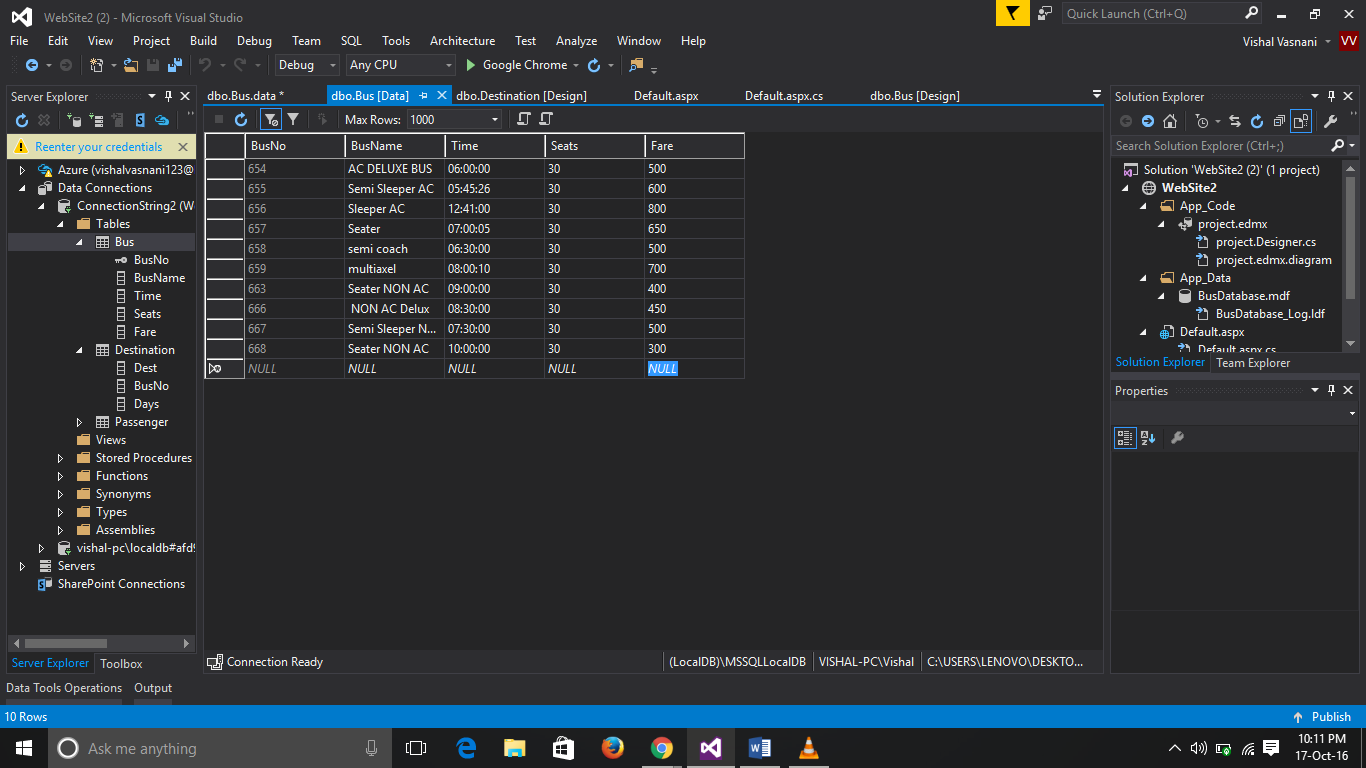 WebSite2 (2) - Microsoft Visual Studio
Quick Launch (Ctrl+Q)
File Edit View Project Build Debug Team SQL Tools Architecture Test Analyze Window Help
Vishal Vasnani VV
Debug Any CPU Google Chrome
Server Explorer
Reenter your credentials
Azure (vishalvasnani123@
Data Connections
ConnectionString2 (W
Tables
Bus
BusNo
BusName
Time
Seats
Fare
Destination
Dest
BusNo
Days
Passenger
Views
Stored Procedures
Functions
Synonyms
Types
Assemblies
vishal-pc\localdb#afd9
Servers
SharePoint Connections
Server Explorer Toolbox
dbo.Bus.data * dbo.Bus [Data] dbo.Destination [Design] Default.aspx Default.aspx.cs dbo.Bus [Design]
Max Rows: 1000
BusNo BusName Time Seats Fare
654 AC DELUXE BUS 06:00:00 30 500
655 Semi Sleeper AC 05:45:26 30 600
656 Sleeper AC 12:41:00 30 800
657 Seater 07:00:05 30 650
658 semi coach 06:30:00 30 500
659 multiaxel 08:00:10 30 700
663 Seater NON AC 09:00:00 30 400
666 NON AC Delux 08:30:00 30 450
667 Semi Sleeper N... 07:30:00 30 500
668 Seater NON AC 10:00:00 30 300
NULL NULL NULL NULL NULL
Connection Ready (LocalDB)\MSSQLLocalDB VISHAL-PC\Vishal C:\USERS\LENOVO\DESKTO...
Solution Explorer
Search Solution Explorer (Ctrl+;)
Solution 'WebSite2 (2)' (1 project)
WebSite2
App_Code
project.edmx
project.Designer.cs
project.edmx.diagram
App_Data
BusDatabase.mdf
BusDatabase_Log.ldf
Default.aspx
Default.aspx.cs
Solution Explorer Team Explorer
Properties
Data Tools Operations Output
10 Rows Publish
Ask me anything
10:11 PM
17-Oct-16